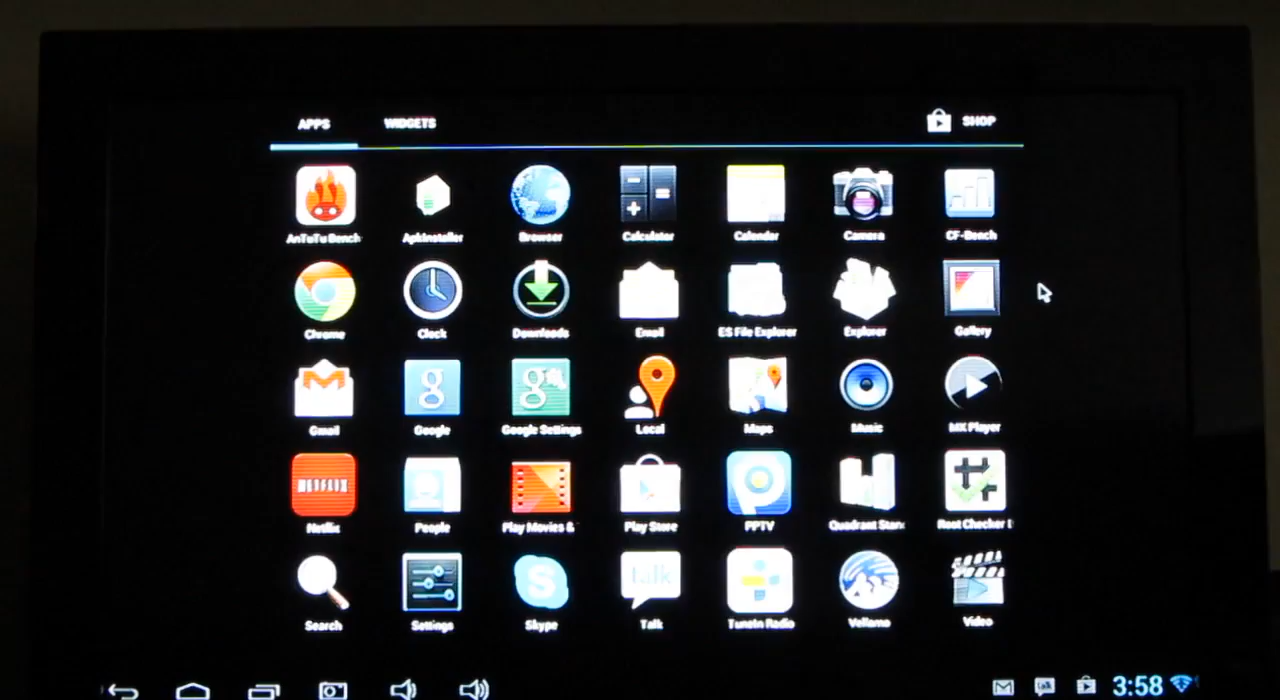 APPS WIDGETS SHOP
AnTuTu Bench ApkInstaller Browser Calculator Calendar Camera CF-Bench
Chrome Clock Downloads Email ES File Explorer Explorer Gallery
Gmail Google Google Settings Local Maps Music MX Player
NETFLIX
Netflix People Play Movies & Play Store PPTV Quadrant Stan Root Checker
talk
Search Settings Skype Talk TuneIn Radio Vellamo Video
3:58